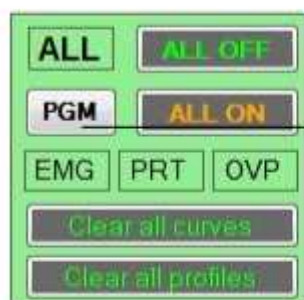 ALL ALL OFF
PGM ALL ON
EMG PRT OVP
Clear all curves
Clear all profiles